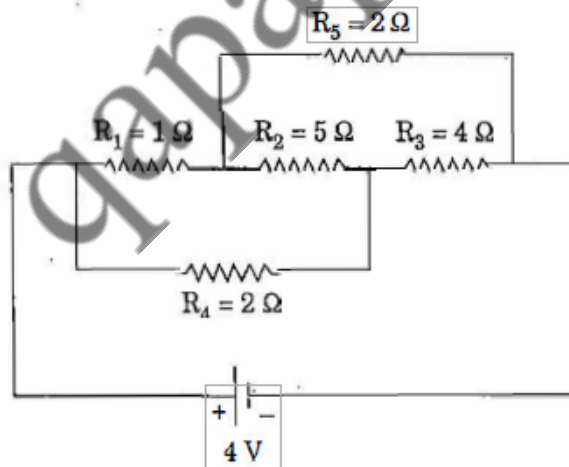 R₅ = 2 Ω
R₁ = 1 Ω R₂ = 5 Ω R₃ = 4 Ω
R₄ = 2 Ω
+ −
4 V